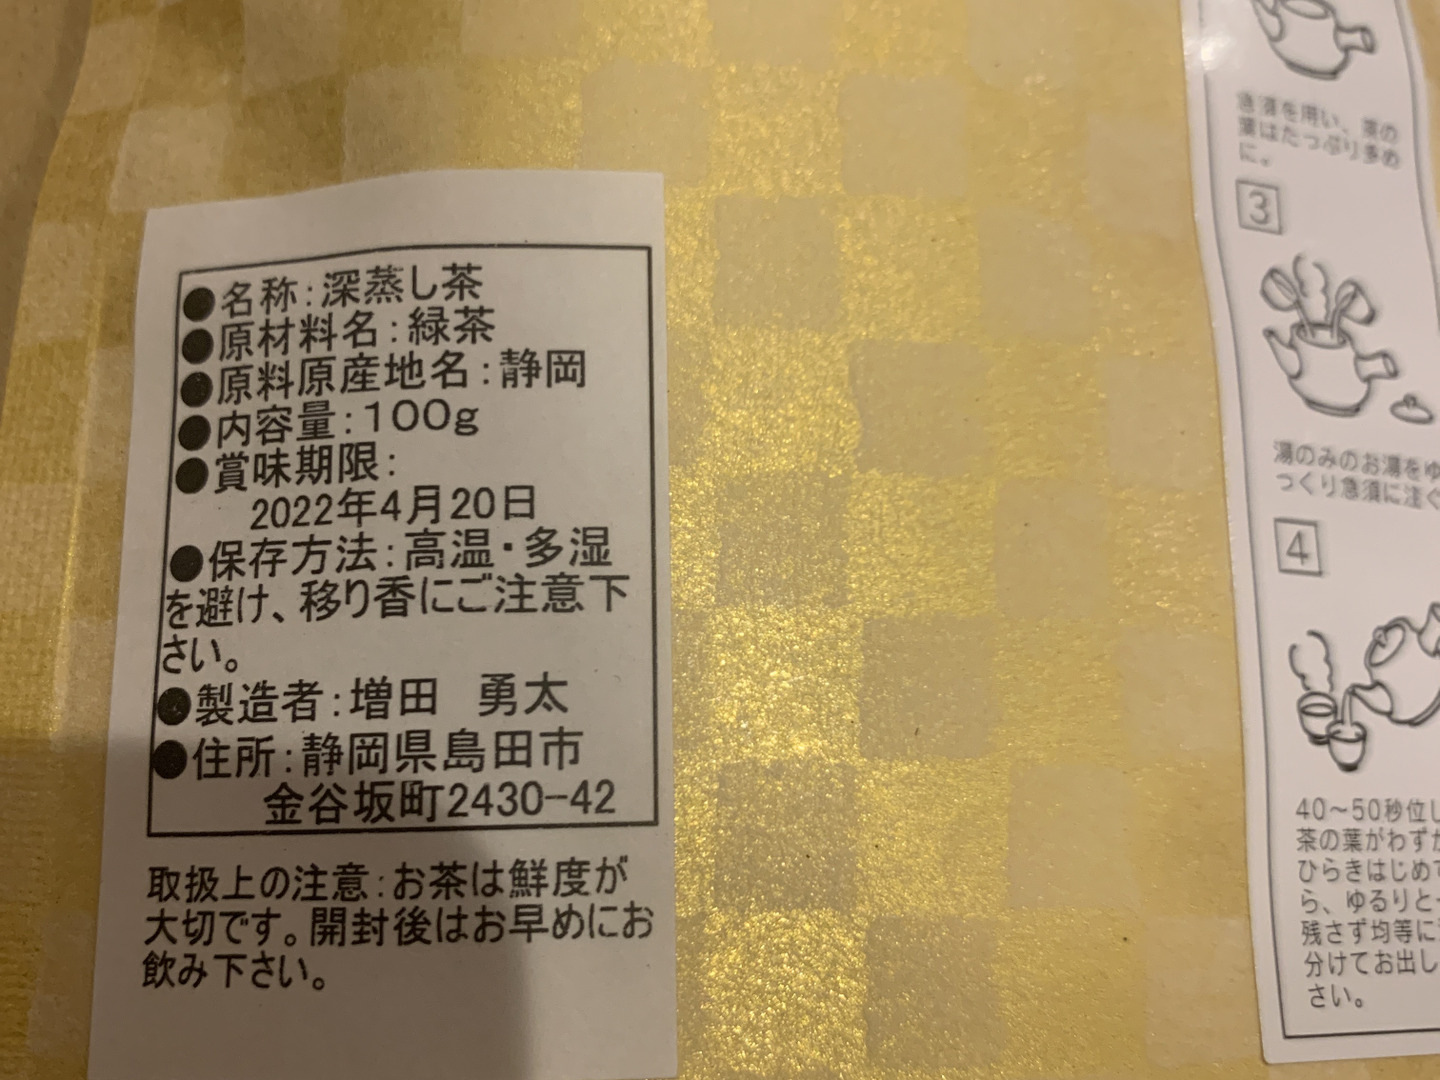 ●名称:深蒸し茶
●原材料名:緑茶
●原料原産地名:静岡
●内容量:100g
●賞味期限:
2022年4月20日
●保存方法:高温・多湿
を避け、移り香にご注意下
さい。
●製造者:増田 勇太
●住所:静岡県島田市
金谷坂町2430-42
取扱上の注意:お茶は鮮度が
大切です。開封後はお早めにお
飲み下さい。
急須を用い、茶の
葉はたっぷり多め
に。
3
湯のみのお湯をゆ
っくり急須に注ぐ
4
40～50秒位し
茶の葉がわずか
ひらきはじめて
ら、ゆるりと
残さず均等に
分けてお出し
さい。